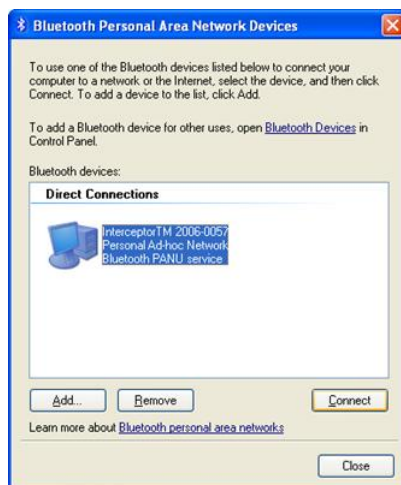 Bluetooth Personal Area Network Devices
To use one of the Bluetooth devices listed below to connect your
computer to a network or the Internet, select the device, and then click
Connect. To add a device to the list, click Add.
To add a Bluetooth device for other uses, open Bluetooth Devices in
Control Panel.
Bluetooth devices:
Direct Connections
InterceptorTM 2006-0057
Personal Ad-hoc Network
Bluetooth PANU service
Add...
Remove
Connect
Learn more about Bluetooth personal area networks
Close